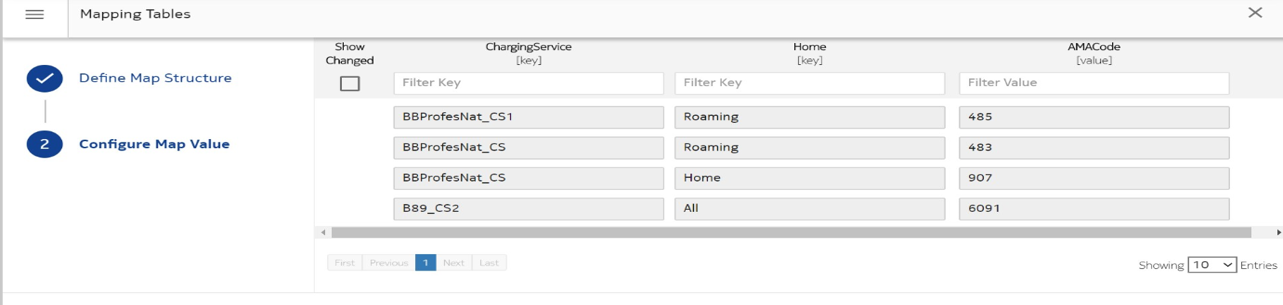 Mapping Tables
Define Map Structure
2 Configure Map Value
Show Changed ChargingService [key] Home [key] AMACode [value]
Filter Key Filter Key Filter Value
BBProfesNat_CS1 Roaming 485
BBProfesNat_CS Roaming 483
BBProfesNat_CS Home 907
B89_CS2 All 6091
First Previous 1 Next Last
Showing 10 Entries